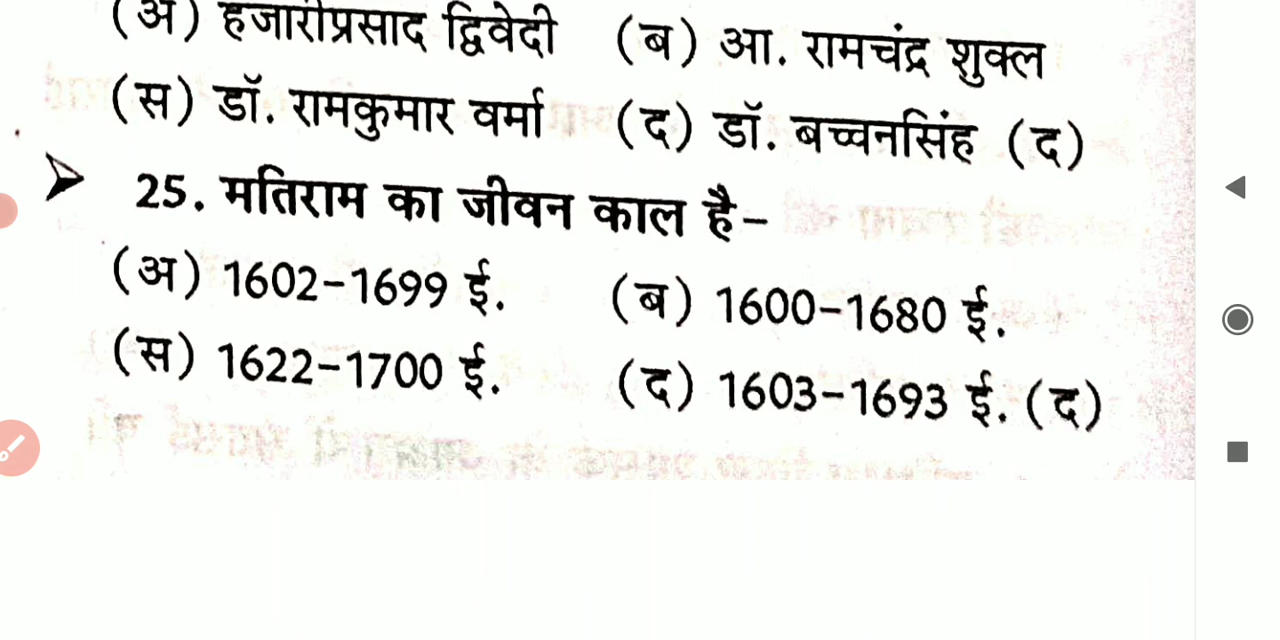 (अ) हजारीप्रसाद द्विवेदी (ब) आ. रामचंद्र शुक्ल
(स) डॉ. रामकुमार वर्मा (द) डॉ. बच्चनसिंह (द)
25. मतिराम का जीवन काल है–
(अ) 1602-1699 ई. (ब) 1600-1680 ई.
(स) 1622-1700 ई. (द) 1603-1693 ई. (द)